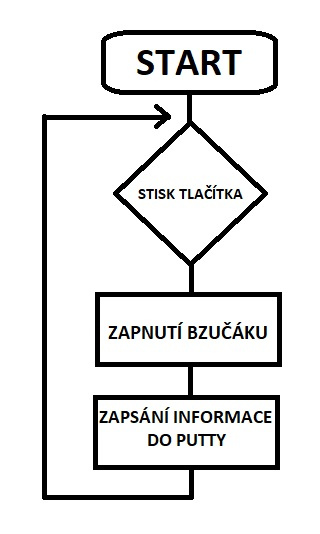 START
STISK TLAČÍTKA
ZAPNUTÍ BZUČÁKU
ZAPSÁNÍ INFORMACE
DO PUTTY